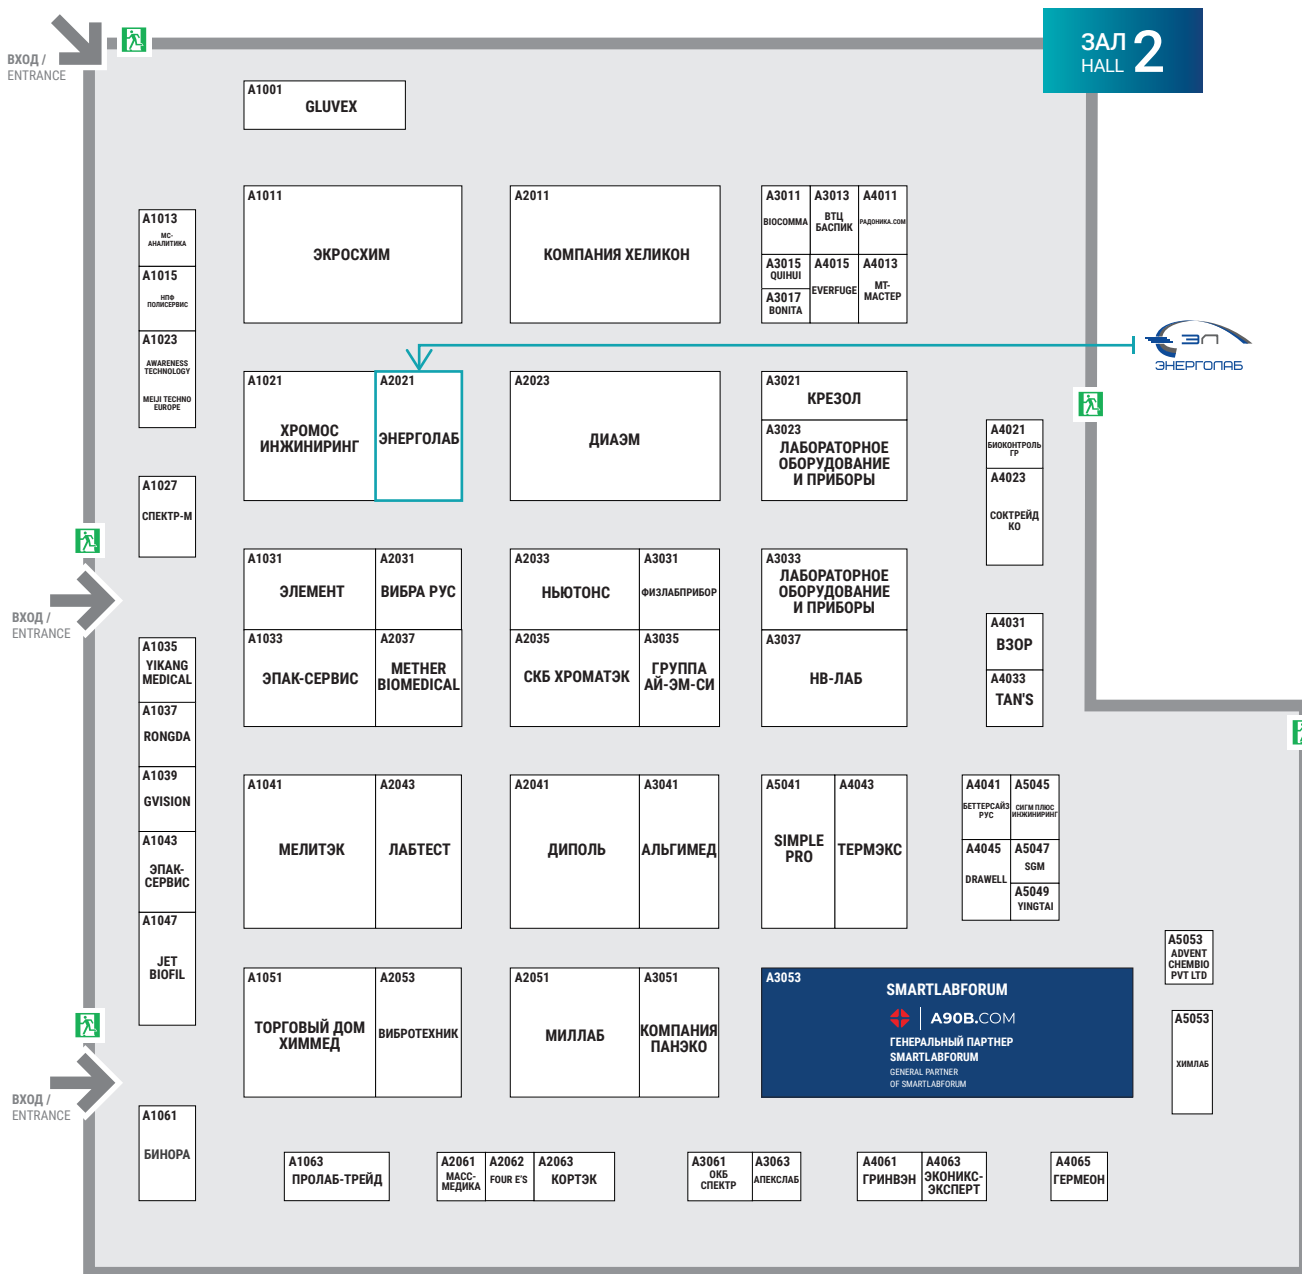 ВХОД /
ENTRANCE
ЗАЛ
HALL
2
A1001
GLUVEX
A1011
ЭКРОСХИМ
A2011
КОМПАНИЯ ХЕЛИКОН
A3011
BIOCOMMA
A3013
ВТЦ
БАСПИК
A4011
РАДОНИКА.COM
A3015
QUIHUI
A3017
BONITA
A4015
EVERFUGE
A4013
МТ-
МАСТЕР
A1013
МС-
АНАЛИТИКА
A1015
НПФ
ПОЛИСЕРВИС
A1023
AWARENESS
TECHNOLOGY
MEIJI TECHNO
EUROPE
ЭЛ
ЭНЕРГОЛАБ
A1021
ХРОМОС
ИНЖИНИРИНГ
A2021
ЭНЕРГОЛАБ
A2023
ДИАЭМ
A3021
КРЕЗОЛ
A3023
ЛАБОРАТОРНОЕ
ОБОРУДОВАНИЕ
И ПРИБОРЫ
A4021
БИОКОНТРОЛЬ
ГР
A4023
СОКТРЕЙД
КО
A1027
СПЕКТР-М
ВХОД /
ENTRANCE
A1031
ЭЛЕМЕНТ
A2031
ВИБРА РУС
A2033
НЬЮТОНС
A3031
ФИЗЛАБПРИБОР
A3033
ЛАБОРАТОРНОЕ
ОБОРУДОВАНИЕ
И ПРИБОРЫ
A1033
ЭПАК-СЕРВИС
A2037
METHER
BIOMEDICAL
A2035
СКБ ХРОМАТЭК
A3035
ГРУППА
АЙ-ЭМ-СИ
A3037
НВ-ЛАБ
A4031
ВЗОР
A4033
TAN'S
A1035
YIKANG
MEDICAL
A1037
RONGDA
A1039
GVISION
A1043
ЭПАК-
СЕРВИС
A1047
JET
BIOFIL
A1041
МЕЛИТЭК
A2043
ЛАБТЕСТ
A2041
ДИПОЛЬ
A3041
АЛЬГИМЕД
A5041
SIMPLE
PRO
A4043
ТЕРМЭКС
A4041
БЕТТЕРСАЙЗ
РУС
A5045
СИГМ ПЛЮС
ИНЖИНИРИНГ
A4045
DRAWELL
A5047
SGM
A5049
YINGTAI
A5053
ADVENT
CHEMBIO
PVT LTD
A5053
ХИМЛАБ
A1051
ТОРГОВЫЙ ДОМ
ХИММЕД
A2053
ВИБРОТЕХНИК
A2051
МИЛЛАБ
A3051
КОМПАНИЯ
ПАНЭКО
A3053
SMARTLABFORUM
A90B.COM
ГЕНЕРАЛЬНЫЙ ПАРТНЕР
SMARTLABFORUM
GENERAL PARTNER
OF SMARTLABFORUM
ВХОД /
ENTRANCE
A1061
БИНОРА
A1063
ПРОЛАБ-ТРЕЙД
A2061
МАСС-
МЕДИКА
A2062
FOUR E'S
A2063
КОРТЭК
A3061
ОКБ
СПЕКТР
A3063
АПЕКСЛАБ
A4061
ГРИНВЭН
A4063
ЭКОНИКС-
ЭКСПЕРТ
A4065
ГЕРМЕОН